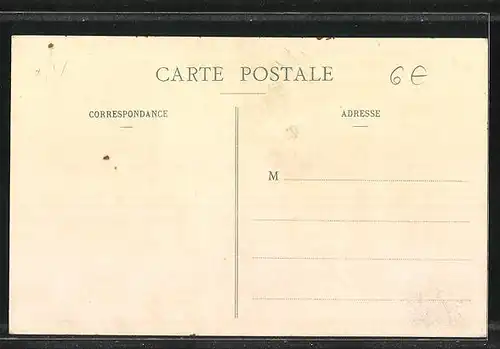 CARTE POSTALE
6€
CORRESPONDANCE
ADRESSE
M